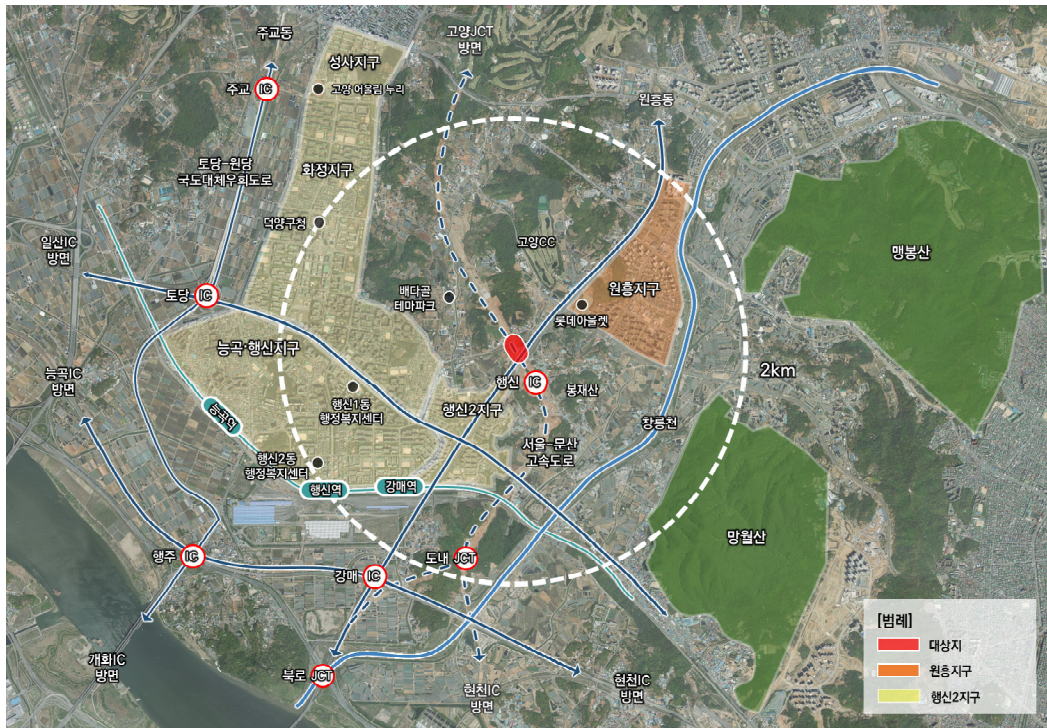 주교동
고양JCT
방면
성사지구
주교 IC
고양 어울림 누리
원흥동
토당-원당
국도대체우회도로
화정지구
덕양구청
일신IC
방면
고양CC
맹봉산
배다골
테마파크
원흥지구
토당 IC
롯데아울렛
능곡·행신지구
능곡IC
방면
행신 IC
2km
행신1동
행정복지센터
행신2지구
봉재산
능곡역
창릉천
서울-문산
고속도로
행신2동
행정복지센터
행신역
강매역
망월산
행주 IC
도내 JCT
강매 IC
개화IC
방면
북로 JCT
현천IC
방면
현천IC
방면
[범례]
대상지
원흥지구
행신2지구